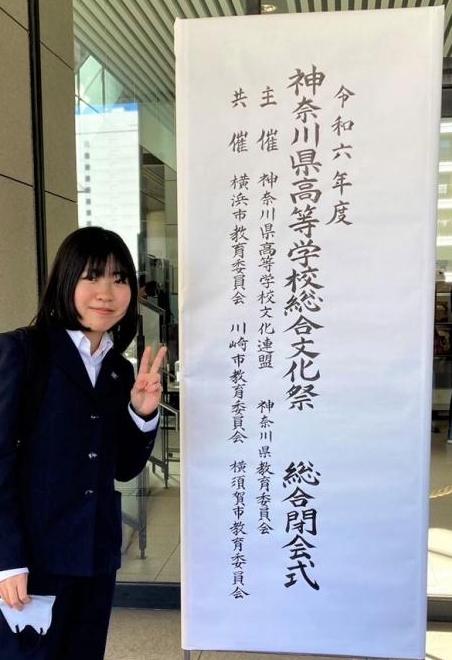 令和六年度
神奈川県高等学校総合文化祭 総合閉会式
主催 神奈川県高等学校文化連盟 神奈川県教育委員会
共催 横浜市教育委員会 川崎市教育委員会 横須賀市教育委員会